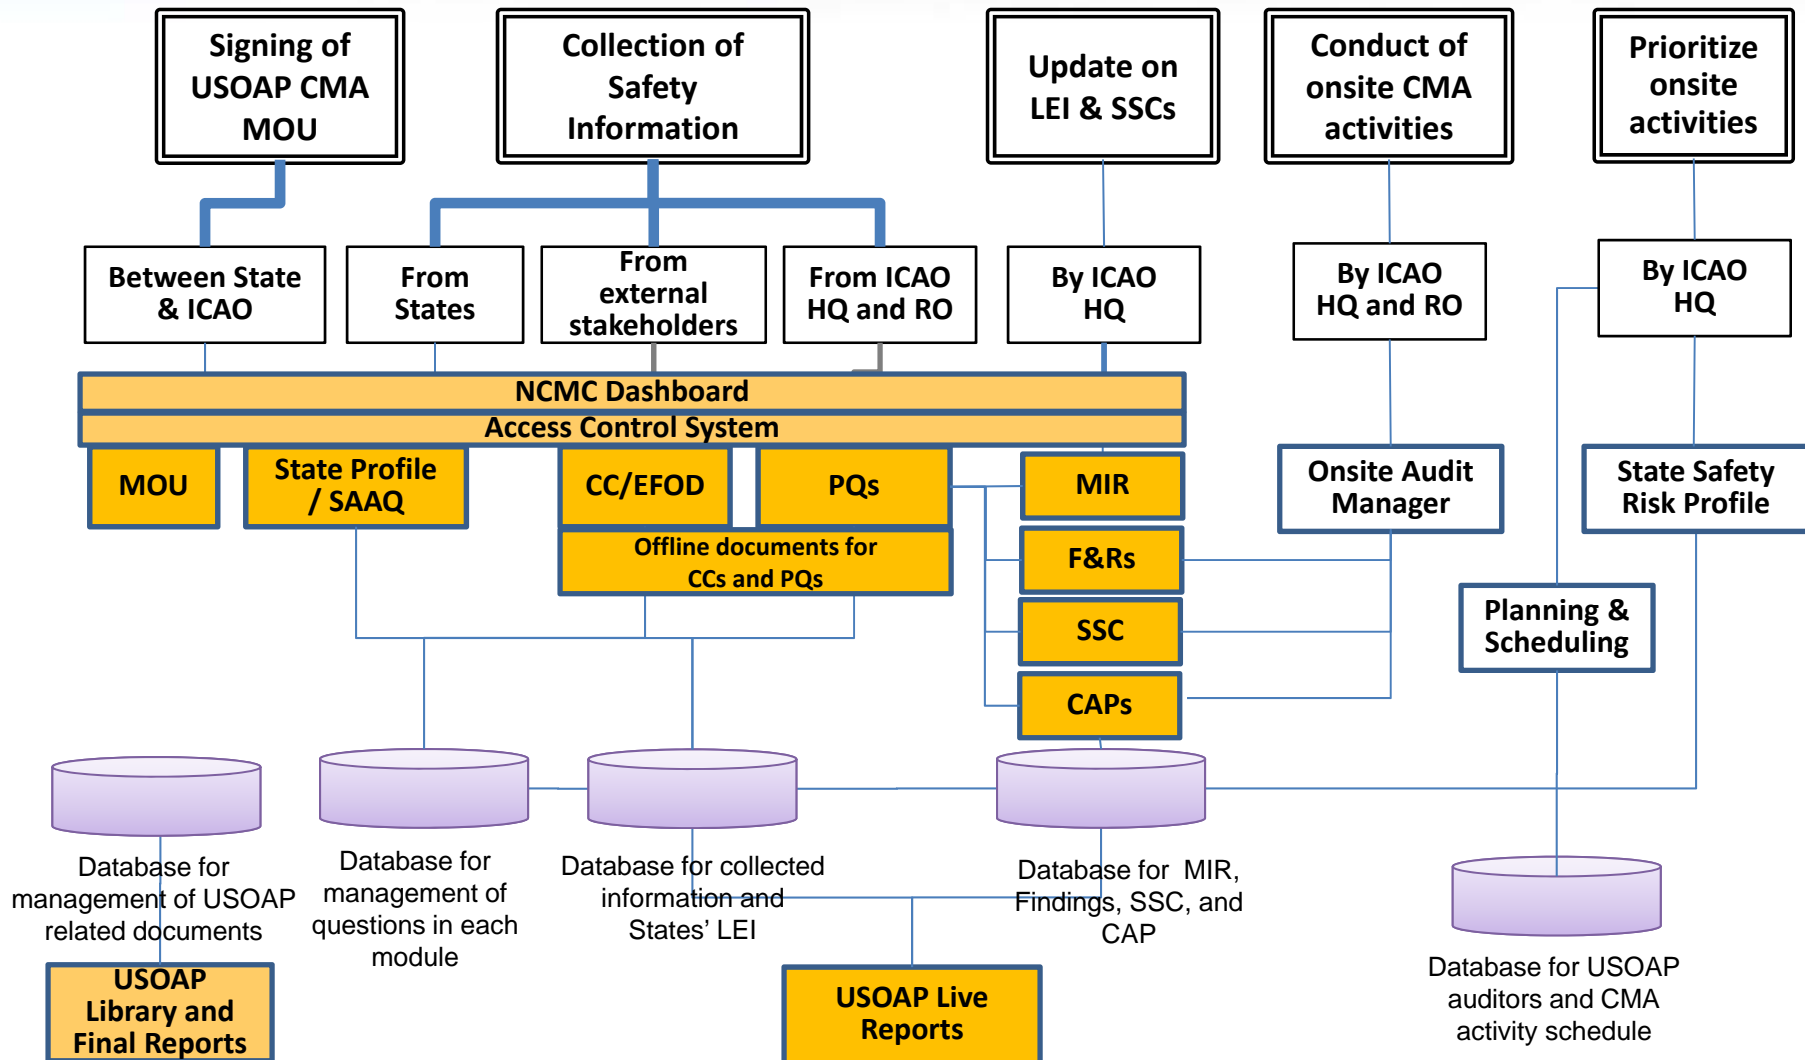 Signing of
USOAP CMA
MOU
Collection of
Safety
Information
Update on
LEI & SSCs
Conduct of
onsite CMA
activities
Prioritize
onsite
activities
Between State
& ICAO
From
States
From
external
stakeholders
From ICAO
HQ and RO
By ICAO
HQ
By ICAO
HQ and RO
By ICAO
HQ
NCMC Dashboard
Access Control System
MOU
State Profile
/ SAAQ
CC/EFOD
PQs
MIR
Onsite Audit
Manager
State Safety
Risk Profile
Offline documents for
CCs and PQs
F&Rs
SSC
CAPs
Planning &
Scheduling
Database for
management of USOAP
related documents
Database for
management of
questions in each
module
Database for collected
information and
States’ LEI
Database for MIR,
Findings, SSC, and
CAP
Database for USOAP
auditors and CMA
activity schedule
USOAP
Library and
Final Reports
USOAP Live
Reports